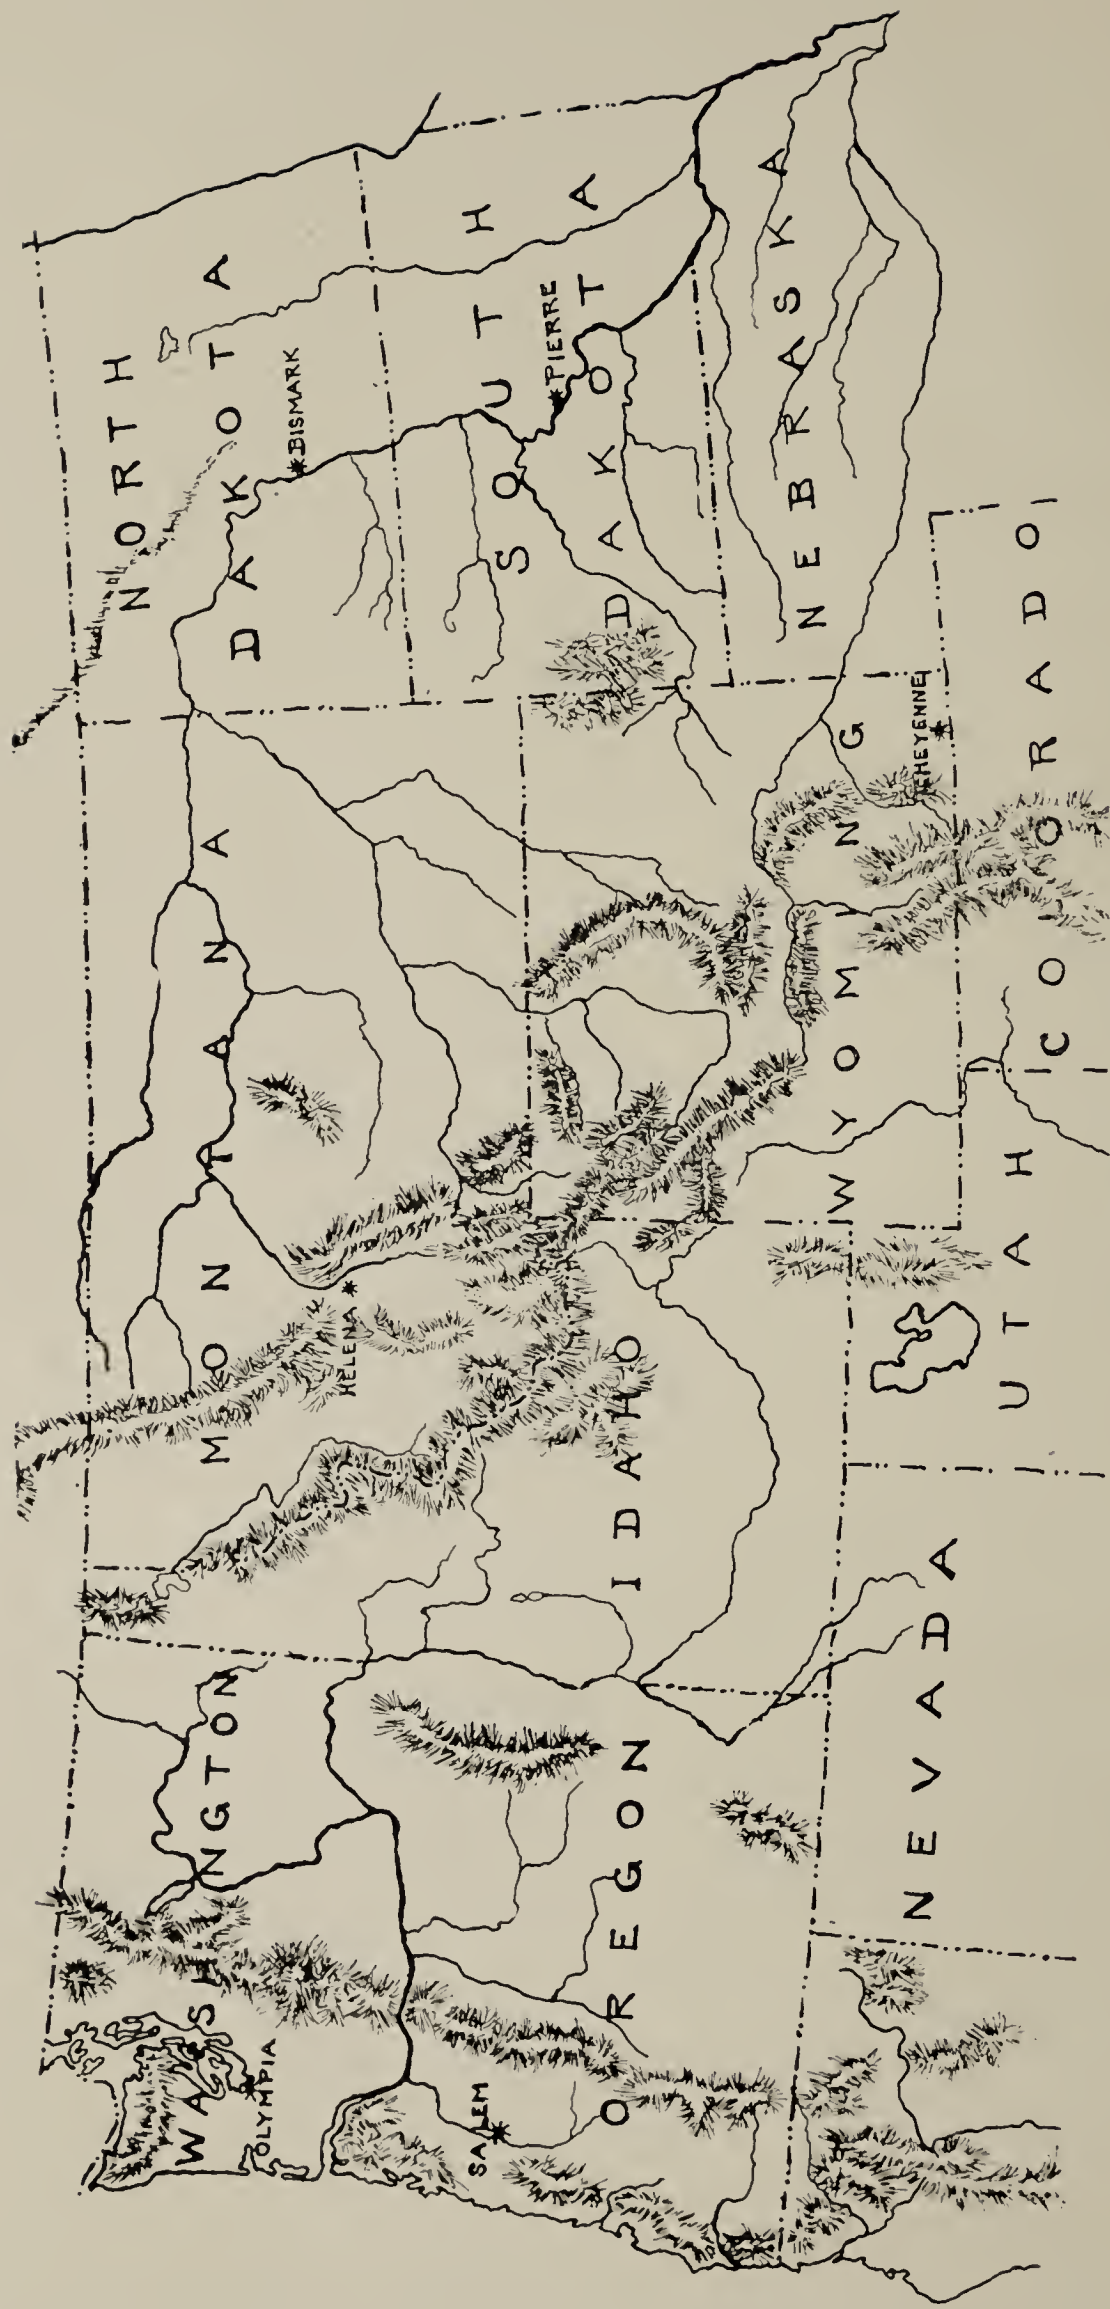 WASHINGTON
OLYMPIA
OREGON
SALEM
IDAHO
MONTANA
HELENA
NORTH
DAKOTA
BISMARK
SOUTH
DAKOTA
PIERRE
NEBRASKA
WYOMING
CHEYENNE
NEVADA
UTAH
COLORADO